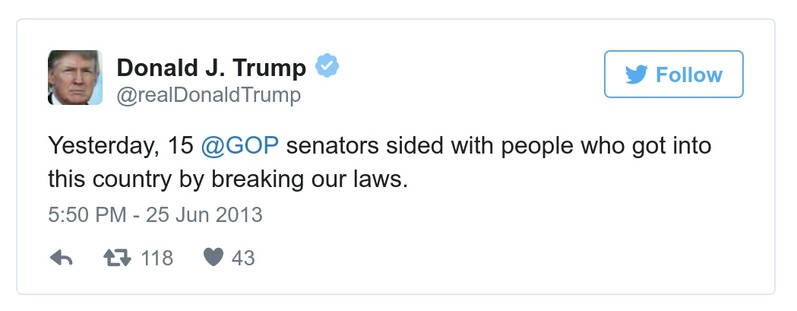 Donald J. Trump
@realDonaldTrump
Follow
Yesterday, 15 @GOP senators sided with people who got into
this country by breaking our laws.
5:50 PM - 25 Jun 2013
118 43